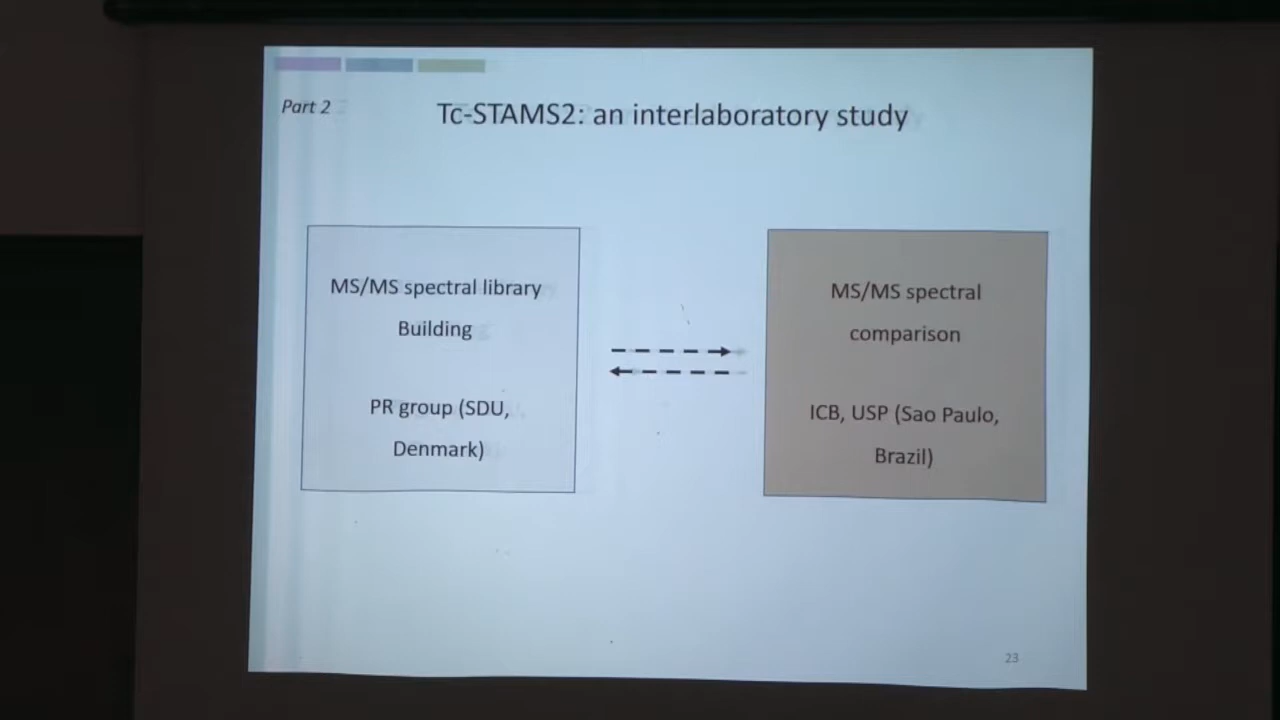 Part 2
Tc-STAMS2: an interlaboratory study
MS/MS spectral library
Building
PR group (SDU,
Denmark)
MS/MS spectral
comparison
ICB, USP (Sao Paulo,
Brazil)
23